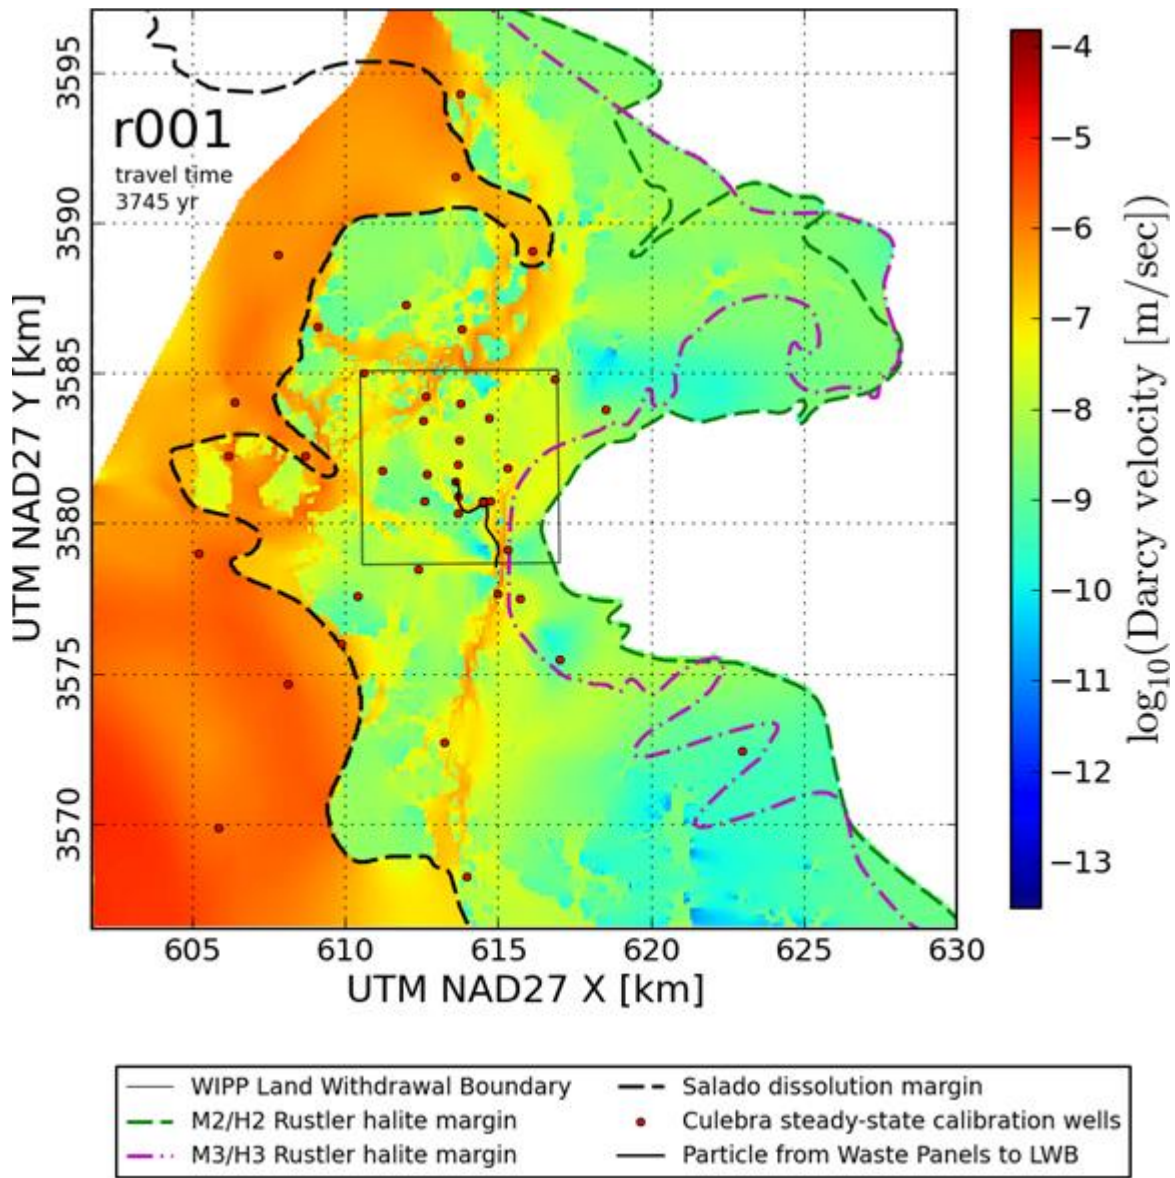 r001
travel time
3745 yr
UTM NAD27 Y [km]
3595
3590
3585
3580
3575
3570
605
610
615
620
625
630
UTM NAD27 X [km]
−4
−5
−6
−7
−8
−9
−10
−11
−12
−13
log10(Darcy velocity [m/sec])
WIPP Land Withdrawal Boundary
M2/H2 Rustler halite margin
M3/H3 Rustler halite margin
Salado dissolution margin
Culebra steady-state calibration wells
Particle from Waste Panels to LWB